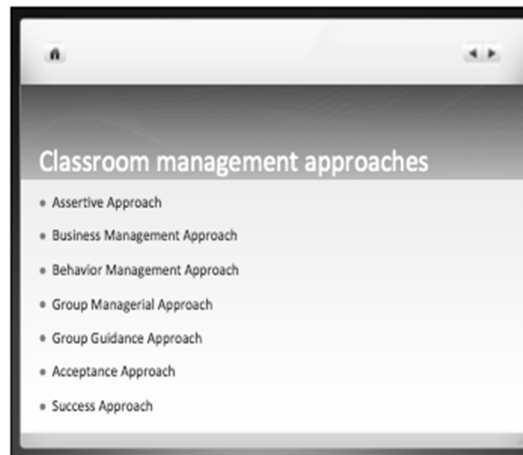 Classroom management approaches
Assertive Approach
Business Management Approach
Behavior Management Approach
Group Managerial Approach
Group Guidance Approach
Acceptance Approach
Success Approach